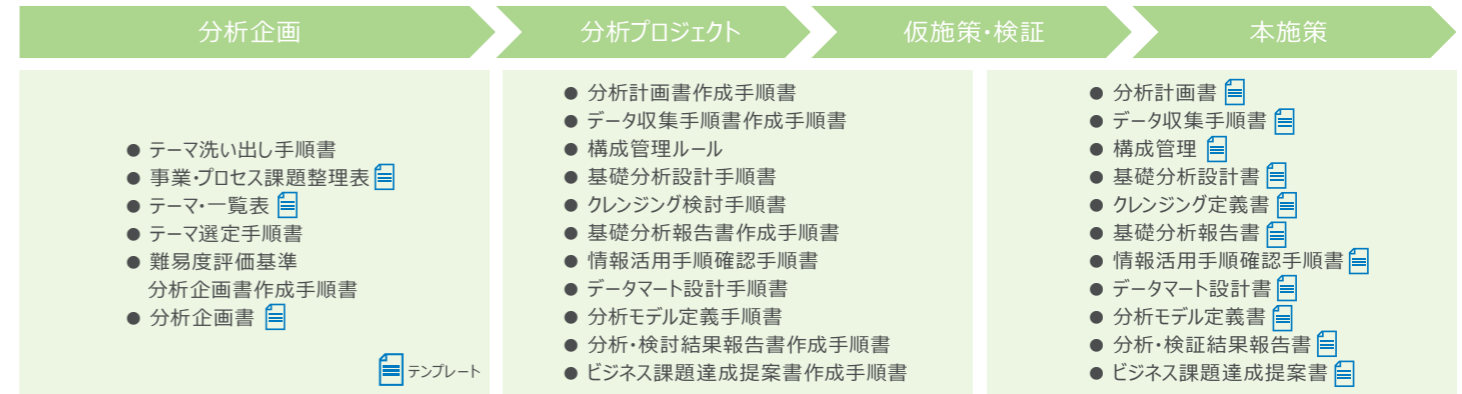 分析企画
分析プロジェクト
仮施策・検証
本施策
● テーマ洗い出し手順書
● 事業・プロセス課題整理表
● テーマ・一覧表
● テーマ選定手順書
● 難易度評価基準
分析企画書作成手順書
● 分析企画書
テンプレート
● 分析計画書作成手順書
● データ収集手順書作成手順書
● 構成管理ルール
● 基礎分析設計手順書
● クレンジング検討手順書
● 基礎分析報告書作成手順書
● 情報活用手順確認手順書
● データマート設計手順書
● 分析モデル定義手順書
● 分析・検討結果報告書作成手順書
● ビジネス課題達成提案書作成手順書
● 分析計画書
● データ収集手順書
● 構成管理
● 基礎分析設計書
● クレンジング定義書
● 基礎分析報告書
● 情報活用手順確認手順書
● データマート設計書
● 分析モデル定義書
● 分析・検証結果報告書
● ビジネス課題達成提案書